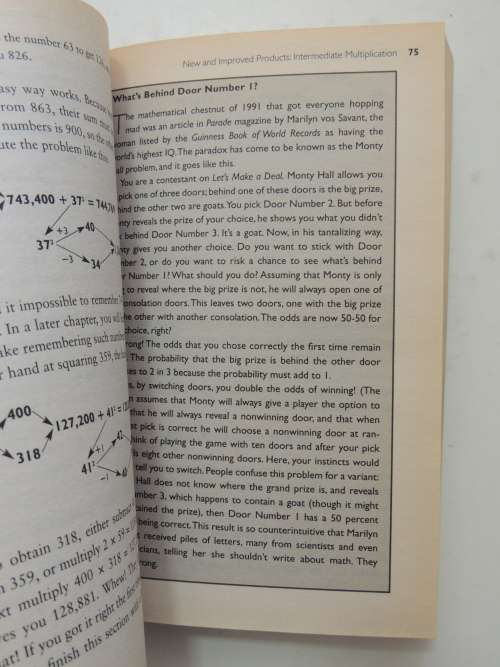 the number 63 to get
826.
easy way works. Because
from 863, their sum must
numbers is 900, so the
ute the problem like this:
743,400 + 37² = 744,769
+3
40
37²
−3
34
it impossible to remember
. In a later chapter, you will
ake remembering such number
r hand at squaring 359, the
400
127,200 + 41² =
318
42
+1
41²
−1
40
o obtain 318, either subtract
359, or multiply 2 × 59 =
xt multiply 400 × 318 =
ves you 128,881. Whew! The
at! If you got it right the first
finish this section with
New and Improved Products: Intermediate Multiplication 75
What's Behind Door Number 1?
The mathematical chestnut of 1991 that got everyone hopping
mad was an article in Parade magazine by Marilyn vos Savant, the
woman listed by the Guinness Book of World Records as having the
world's highest IQ. The paradox has come to be known as the Monty
all problem, and it goes like this.
You are a contestant on Let's Make a Deal. Monty Hall allows you
pick one of three doors; behind one of these doors is the big prize,
hind the other two are goats. You pick Door Number 2. But before
nty reveals the prize of your choice, he shows you what you didn't
behind Door Number 3. It's a goat. Now, in his tantalizing way,
nty gives you another choice. Do you want to stick with Door
mber 2, or do you want to risk a chance to see what's behind
r Number 1? What should you do? Assuming that Monty is only
to reveal where the big prize is not, he will always open one of
consolation doors. This leaves two doors, one with the big prize
he other with another consolation. The odds are now 50-50 for
choice, right?
rong! The odds that you chose correctly the first time remain
. The probability that the big prize is behind the other door
ses to 2 in 3 because the probability must add to 1.
s, by switching doors, you double the odds of winning! (The
m assumes that Monty will always give a player the option to
that he will always reveal a nonwinning door, and that when
st pick is correct he will choose a nonwinning door at ran-
hink of playing the game with ten doors and after your pick
ls eight other nonwinning doors. Here, your instincts would
tell you to switch. People confuse this problem for a variant:
Hall does not know where the grand prize is, and reveals
mber 3, which happens to contain a goat (though it might
ained the prize), then Door Number 1 has a 50 percent
being correct. This result is so counterintuitive that Marilyn
received piles of letters, many from scientists and even
icians, telling her she shouldn't write about math. They
rong.